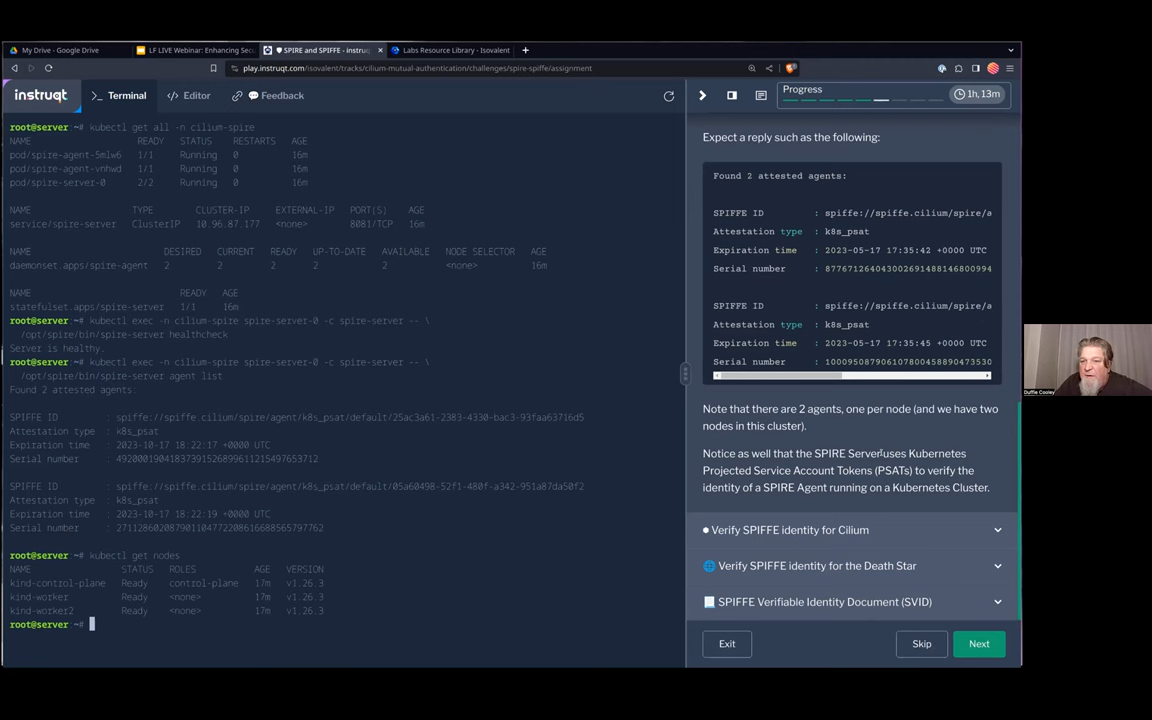 My Drive - Google Drive
LF LIVE Webinar: Enhancing Secu
SPIRE and SPIFFE - instruq
Labs Resource Library - Isovalent
play.instruqt.com/isovalent/tracks/cilium-mutual-authentication/challenges/spire-spiffe/assignment
instruqt
>_ Terminal
Editor
Feedback
Progress
1h, 13m
root@server:~# kubectl get all -n cilium-spire
NAME READY STATUS RESTARTS AGE
pod/spire-agent-5mlw6 1/1 Running 0 16m
pod/spire-agent-vnhwd 1/1 Running 0 16m
pod/spire-server-0 2/2 Running 0 16m
NAME TYPE CLUSTER-IP EXTERNAL-IP PORT(S) AGE
service/spire-server ClusterIP 10.96.87.177 <none> 8081/TCP 16m
NAME DESIRED CURRENT READY UP-TO-DATE AVAILABLE NODE SELECTOR AGE
daemonset.apps/spire-agent 2 2 2 2 2 <none> 16m
NAME READY AGE
statefulset.apps/spire-server 1/1 16m
root@server:~# kubectl exec -n cilium-spire spire-server-0 -c spire-server -- \
/opt/spire/bin/spire-server healthcheck
Server is healthy.
root@server:~# kubectl exec -n cilium-spire spire-server-0 -c spire-server -- \
/opt/spire/bin/spire-server agent list
Found 2 attested agents:
SPIFFE ID : spiffe://spiffe.cilium/spire/agent/k8s_psat/default/25ac3a61-2383-4330-bac3-93faa63716d5
Attestation type : k8s_psat
Expiration time : 2023-10-17 18:22:17 +0000 UTC
Serial number : 492000190418373915268996112154976537​12
SPIFFE ID : spiffe://spiffe.cilium/spire/agent/k8s_psat/default/05a60498-52f1-480f-a342-951a87da50f2
Attestation type : k8s_psat
Expiration time : 2023-10-17 18:22:19 +0000 UTC
Serial number : 271128602087901104772208616688565797762
root@server:~# kubectl get nodes
NAME STATUS ROLES AGE VERSION
kind-control-plane Ready control-plane 17m v1.26.3
kind-worker Ready <none> 17m v1.26.3
kind-worker2 Ready <none> 17m v1.26.3
root@server:~#
Expect a reply such as the following:
Found 2 attested agents:
SPIFFE ID : spiffe://spiffe.cilium/spire/a
Attestation type : k8s_psat
Expiration time : 2023-05-17 17:35:42 +0000 UTC
Serial number : 87767126404300269148814680099​4
SPIFFE ID : spiffe://spiffe.cilium/spire/a
Attestation type : k8s_psat
Expiration time : 2023-05-17 17:35:45 +0000 UTC
Serial number : 100095087906107800458890473530
Note that there are 2 agents, one per node (and we have two
nodes in this cluster).
Notice as well that the SPIRE Server uses Kubernetes
Projected Service Account Tokens (PSATs) to verify the
identity of a SPIRE Agent running on a Kubernetes Cluster.
Verify SPIFFE identity for Cilium
Verify SPIFFE identity for the Death Star
SPIFFE Verifiable Identity Document (SVID)
Exit
Skip
Next
Duffie Cooley